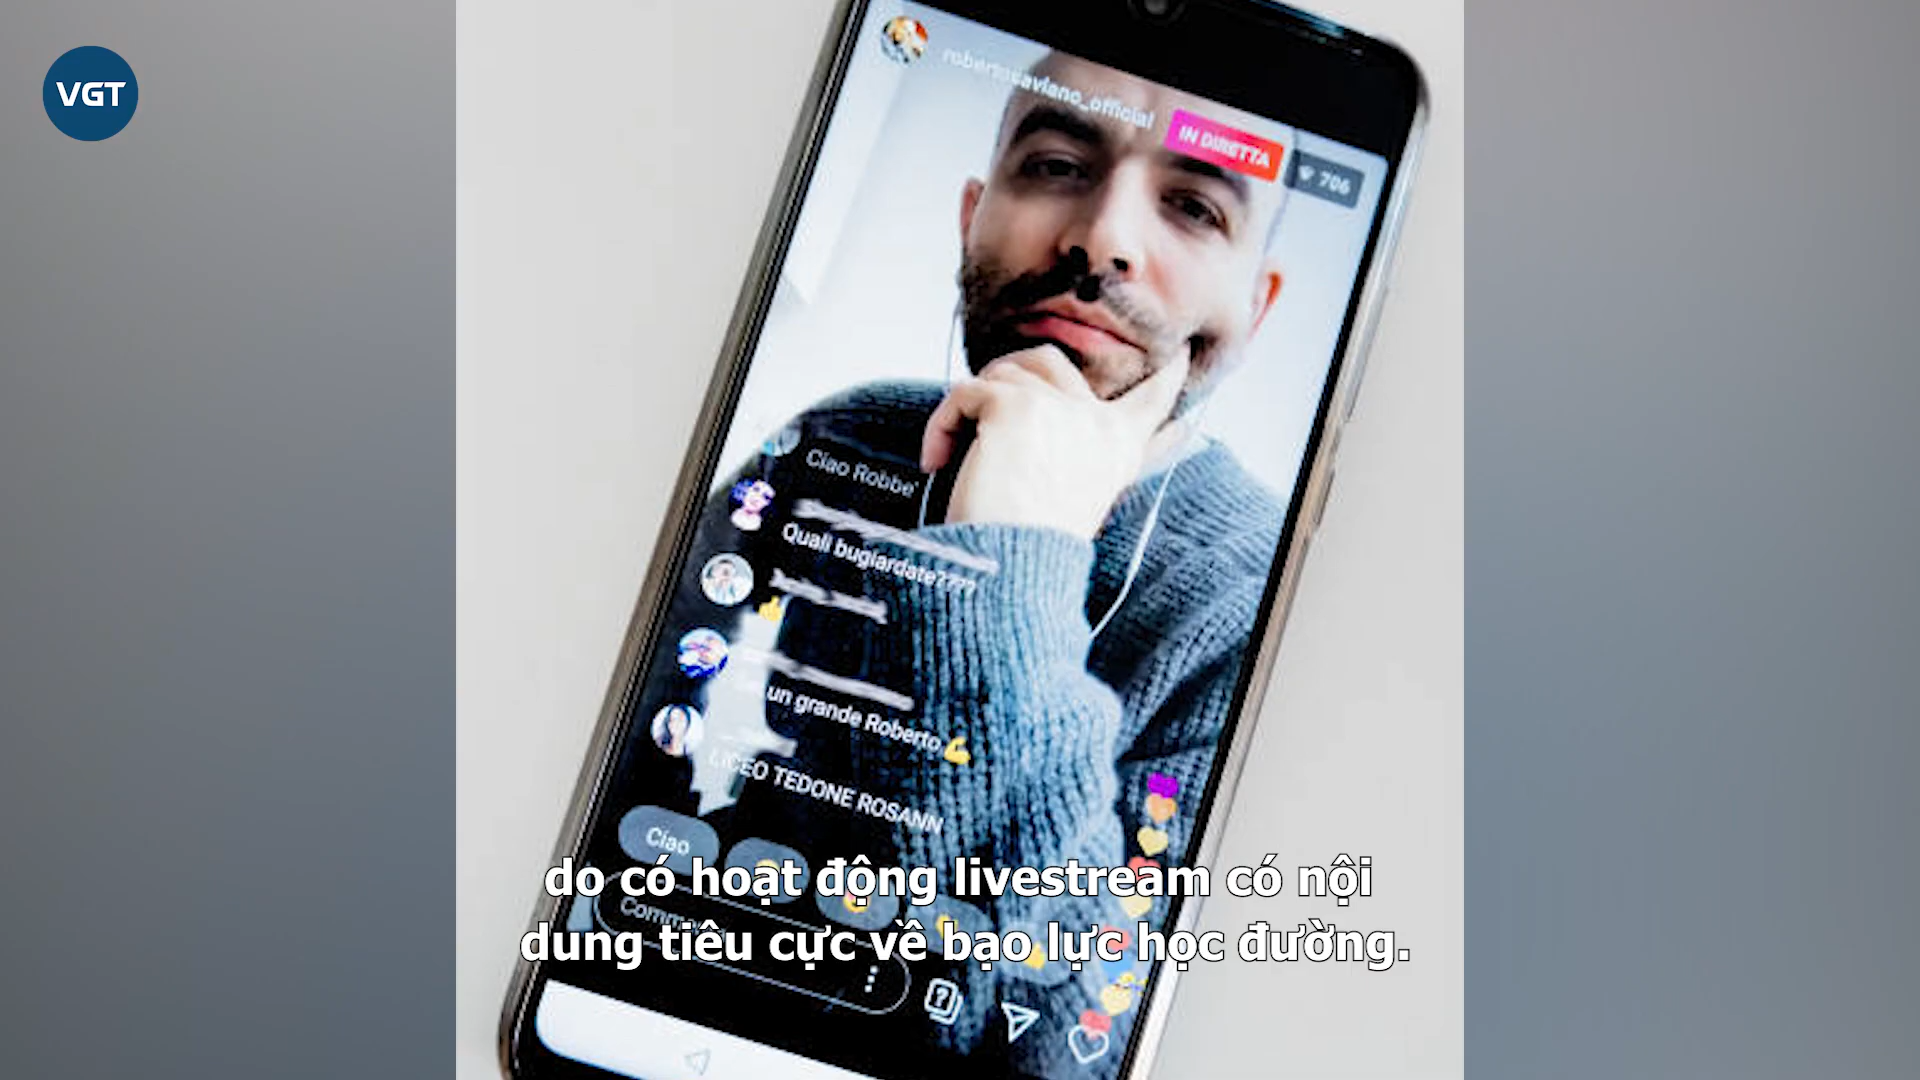 VGT
robertosaviano_official
IN DIRETTA
706
Ciao Robbe'
Quali bugiardate????
un grande Roberto💪
LICEO TEDONE ROSANN
Ciao
do có hoạt động livestream có nội
dung tiêu cực về bạo lực học đường.